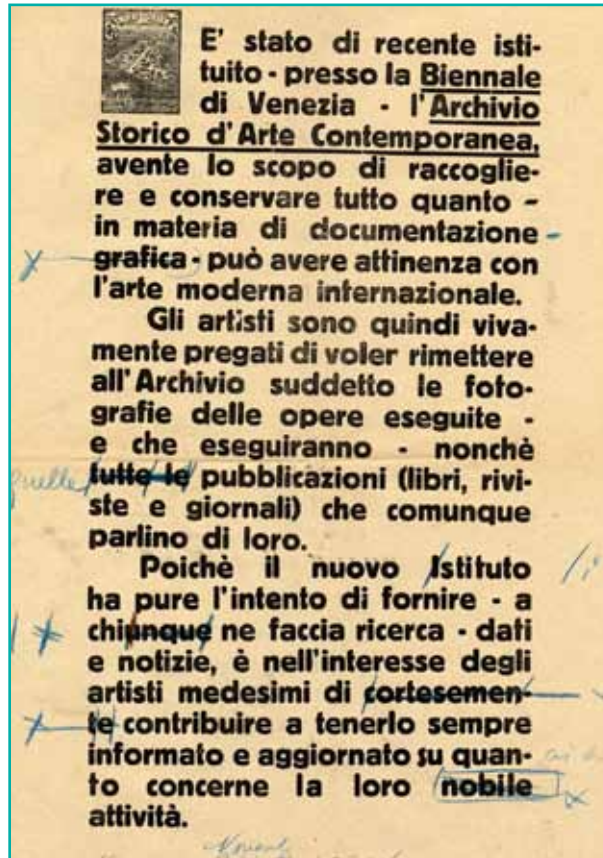 E' stato di recente isti-
tuito - presso la Biennale
di Venezia - l'Archivio
Storico d'Arte Contemporanea,
avente lo scopo di raccoglie-
re e conservare tutto quanto -
in materia di documentazione -
grafica - può avere attinenza con
l'arte moderna internazionale.
Gli artisti sono quindi viva-
mente pregati di voler rimettere
all'Archivio suddetto le foto-
grafie delle opere eseguite -
e che eseguiranno - nonchè
quelle tutte le pubblicazioni (libri, rivi-
ste e giornali) che comunque
parlino di loro.
Poichè il nuovo Istituto /i
ha pure l'intento di fornire - a
chiunque ne faccia ricerca - dati
e notizie, è nell'interesse degli
artisti medesimi di cortesemen-
te contribuire a tenerlo sempre
informato e aggiornato su quan-
to concerne la loro nobile
attività.